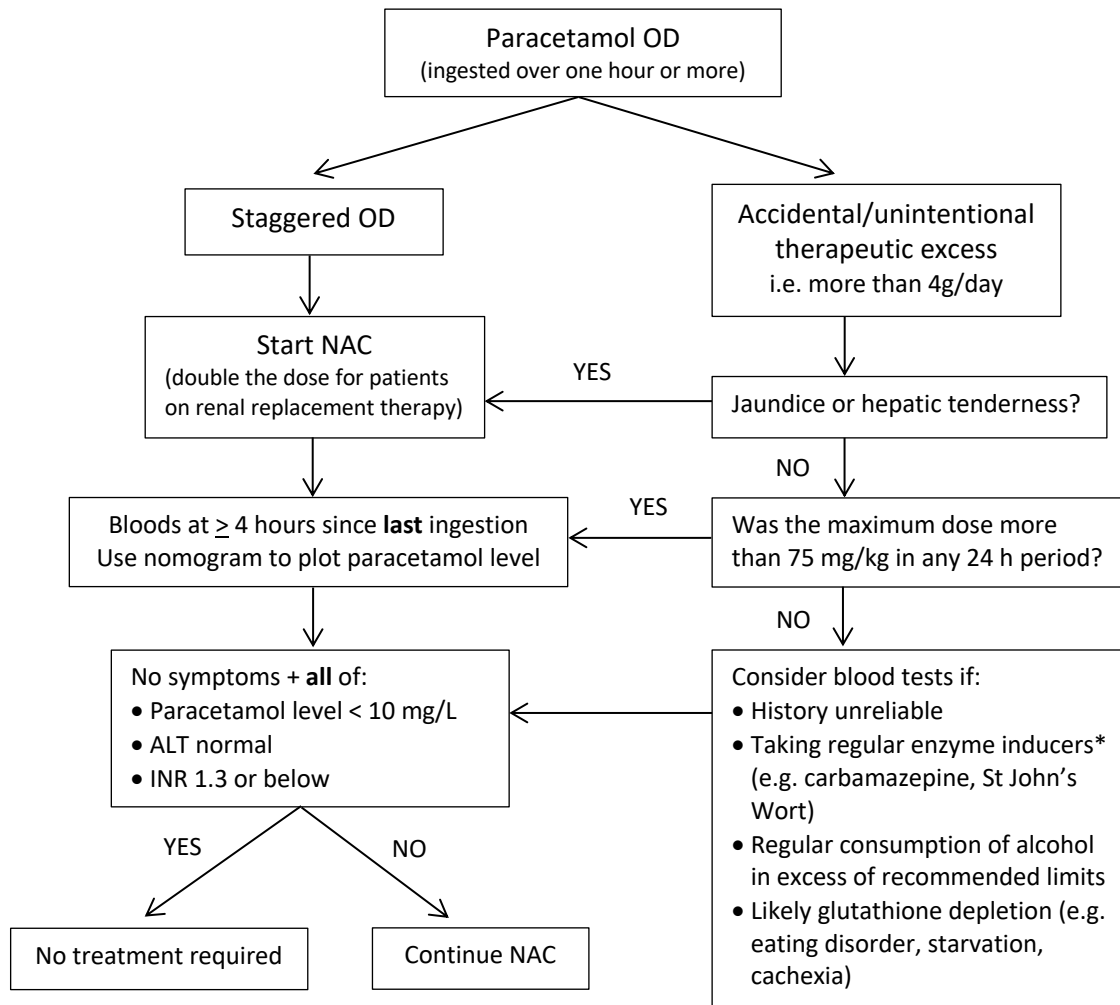 Paracetamol OD
(ingested over one hour or more)
Staggered OD
Accidental/unintentional
therapeutic excess
i.e. more than 4g/day
Start NAC
(double the dose for patients
on renal replacement therapy)
YES
Jaundice or hepatic tenderness?
NO
Bloods at ≥ 4 hours since last ingestion
Use nomogram to plot paracetamol level
YES
Was the maximum dose more
than 75 mg/kg in any 24 h period?
NO
No symptoms + all of:
• Paracetamol level < 10 mg/L
• ALT normal
• INR 1.3 or below
Consider blood tests if:
• History unreliable
• Taking regular enzyme inducers*
(e.g. carbamazepine, St John’s
Wort)
• Regular consumption of alcohol
in excess of recommended limits
• Likely glutathione depletion (e.g.
eating disorder, starvation,
cachexia)
YES
NO
No treatment required
Continue NAC